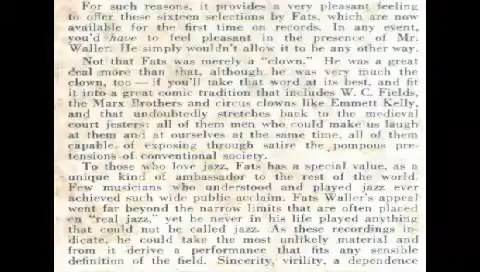 For such reasons, it provides a very pleasant feeling
to offer these sixteen selections by Fats, which are now
available for the first time on records. In any event,
you'd have to feel pleasant in the presence of Mr.
Waller. He simply wouldn't allow it to be any other way.
Not that Fats was merely a "clown." He was a great
deal more than that, although he was very much the
clown, too — if you'll take that word at its best, and fit
it into a great comic tradition that includes W. C. Fields,
the Marx Brothers and circus clowns like Emmett Kelly,
and that undoubtedly stretches back to the medieval
court jesters: all of them men who could make us laugh
at them and at ourselves at the same time, all of them
capable of exposing through satire the pompous pre-
tensions of conventional society.
To those who love jazz, Fats has a special value, as a
unique kind of ambassador to the rest of the world.
Few musicians who understood and played jazz ever
achieved such wide public acclaim. Fats Waller's appeal
went far beyond the narrow limits that are often placed
on "real jazz," yet he never in his life played anything
that could not be called jazz. As these recordings in-
dicate, he could take the most unlikely material and
from it derive a performance that fits any sensible
definition of the field. Sincerity, virility, a dependence